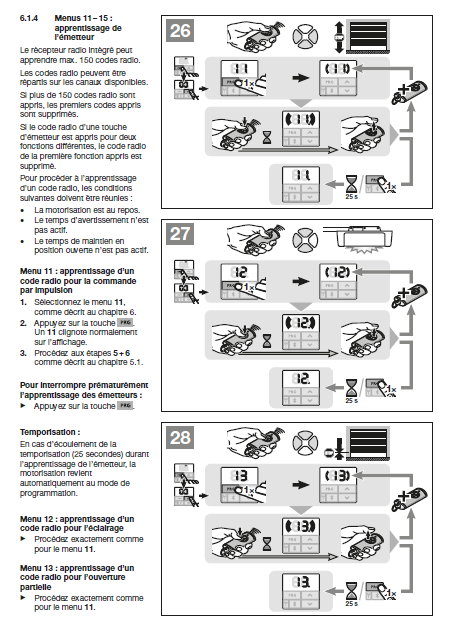 6.1.4 Menus 11–15 :
apprentissage de
l'émetteur
Le récepteur radio intégré peut
apprendre max. 150 codes radio.
Les codes radio peuvent être
répartis sur les canaux disponibles.
Si plus de 150 codes radio sont
appris, les premiers codes appris
sont supprimés.
Si le code radio d'une touche
d'émetteur est appris pour deux
fonctions différentes, le code radio
de la première fonction appris est
supprimé.
Pour procéder à l'apprentissage
d'un code radio, les conditions
suivantes doivent être réunies :
• La motorisation est au repos.
• Le temps d'avertissement n'est
pas actif.
• Le temps de maintien en
position ouverte n'est pas actif.
Menu 11 : apprentissage d'un
code radio pour la commande
par impulsion
1. Sélectionnez le menu 11,
comme décrit au chapitre 6.
2. Appuyez sur la touche PRG.
Un 11 clignote normalement
sur l'affichage.
3. Procédez aux étapes 5+6
comme décrit au chapitre 5.1.
Pour interrompre prématurément
l'apprentissage des émetteurs :
► Appuyez sur la touche PRG.
Temporisation :
En cas d'écoulement de la
temporisation (25 secondes) durant
l'apprentissage de l'émetteur, la
motorisation revient
automatiquement au mode de
programmation.
Menu 12 : apprentissage d'un
code radio pour l'éclairage
► Procédez exactement comme
pour le menu 11.
Menu 13 : apprentissage d'un
code radio pour l'ouverture
partielle
► Procédez exactement comme
pour le menu 11.
26
11
1x
11
11
11.
25 s
1x
27
12
1x
12
12.
12.
25 s
1x
28
13
1x
13
13.
13.
25 s
1x